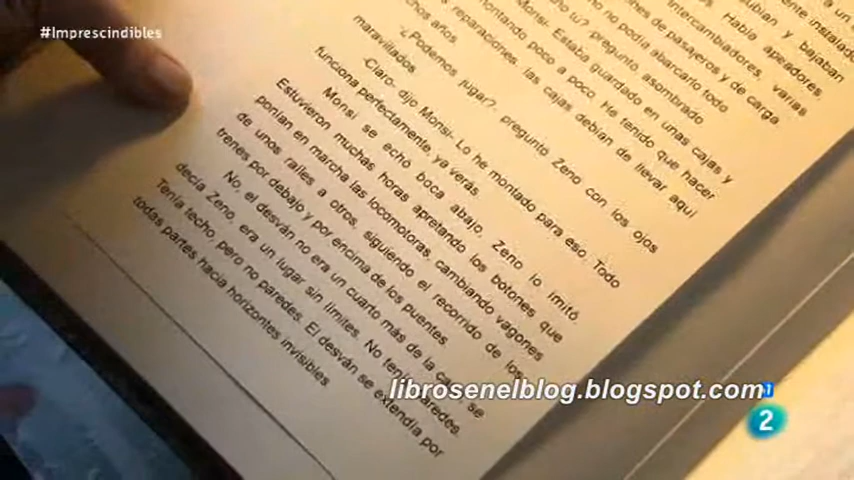 #Imprescindibles
ubían y bajaban
Había apeadores,
intercambiadores, varias
nes de pasajeros y de carga
no podía abarcarlo todo
tu?- preguntó, asombrado
Monsi-. Estaba guardado en unas cajas y
montando poco a poco. He tenido que hacer
s reparaciones, las cajas debían de llevar aquí
chos años.
-¿Podemos jugar?- preguntó Zeno con los ojos
maravillados
-Claro- dijo Monsi-. Lo he montado para eso. Todo
funciona perfectamente, ya verás
Monsi se echó boca abajo. Zeno lo imitó.
Estuvieron muchas horas apretando los botones que
ponían en marcha las locomotoras, cambiando vagones
de unos raíles a otros, siguiendo el recorrido de los
trenes por debajo y por encima de los puentes.
No, el desván no era un cuarto más de la casa, se
decía Zeno, era un lugar sin límites. No tenía paredes.
Tenía techo, pero no paredes. El desván se extendía por
todas partes hacia horizontes invisibles
librosenelblog.blogspot.com
2